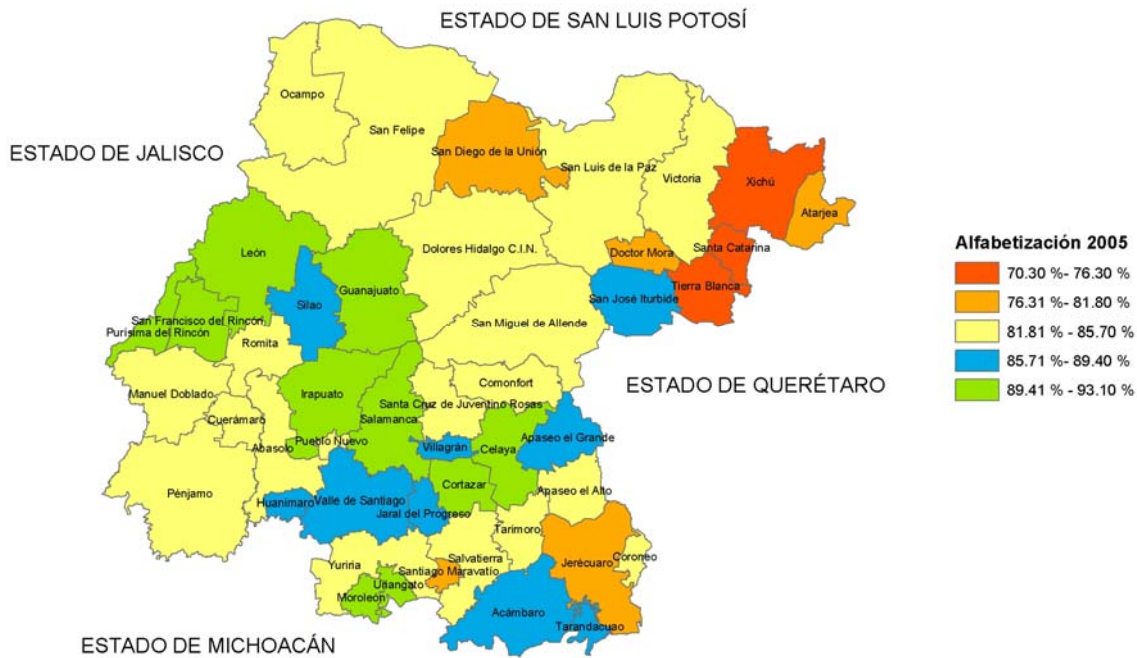 ESTADO DE SAN LUIS POTOSÍ
Ocampo
San Felipe
ESTADO DE JALISCO
San Diego de la Unión
San Luis de la Paz
Victoria
Xichú
Atarjea
León
Dolores Hidalgo C.I.N.
Doctor Mora
Santa Catarina
Guanajuato
Tierra Blanca
Silao
San José Iturbide
San Francisco del Rincón
Purísima del Rincón
San Miguel de Allende
Romita
Manuel Doblado
Irapuato
Comonfort
ESTADO DE QUERÉTARO
Santa Cruz de Juventino Rosas
Cuerámaro
Salamanca
Pueblo Nuevo
Abasolo
Villagrán
Celaya
Apaseo el Grande
Pénjamo
Cortazar
Apaseo el Alto
Huanimaro
Valle de Santiago
Jaral del Progreso
Tarimoro
Yuriria
Salvatierra
Jerécuaro
Coroneo
Santiago Maravatío
Uriangato
Moroleón
Acámbaro
Tarandacuao
ESTADO DE MICHOACÁN
Alfabetización 2005
70.30 %- 76.30 %
76.31 %- 81.80 %
81.81 % - 85.70 %
85.71 % - 89.40 %
89.41 % - 93.10 %